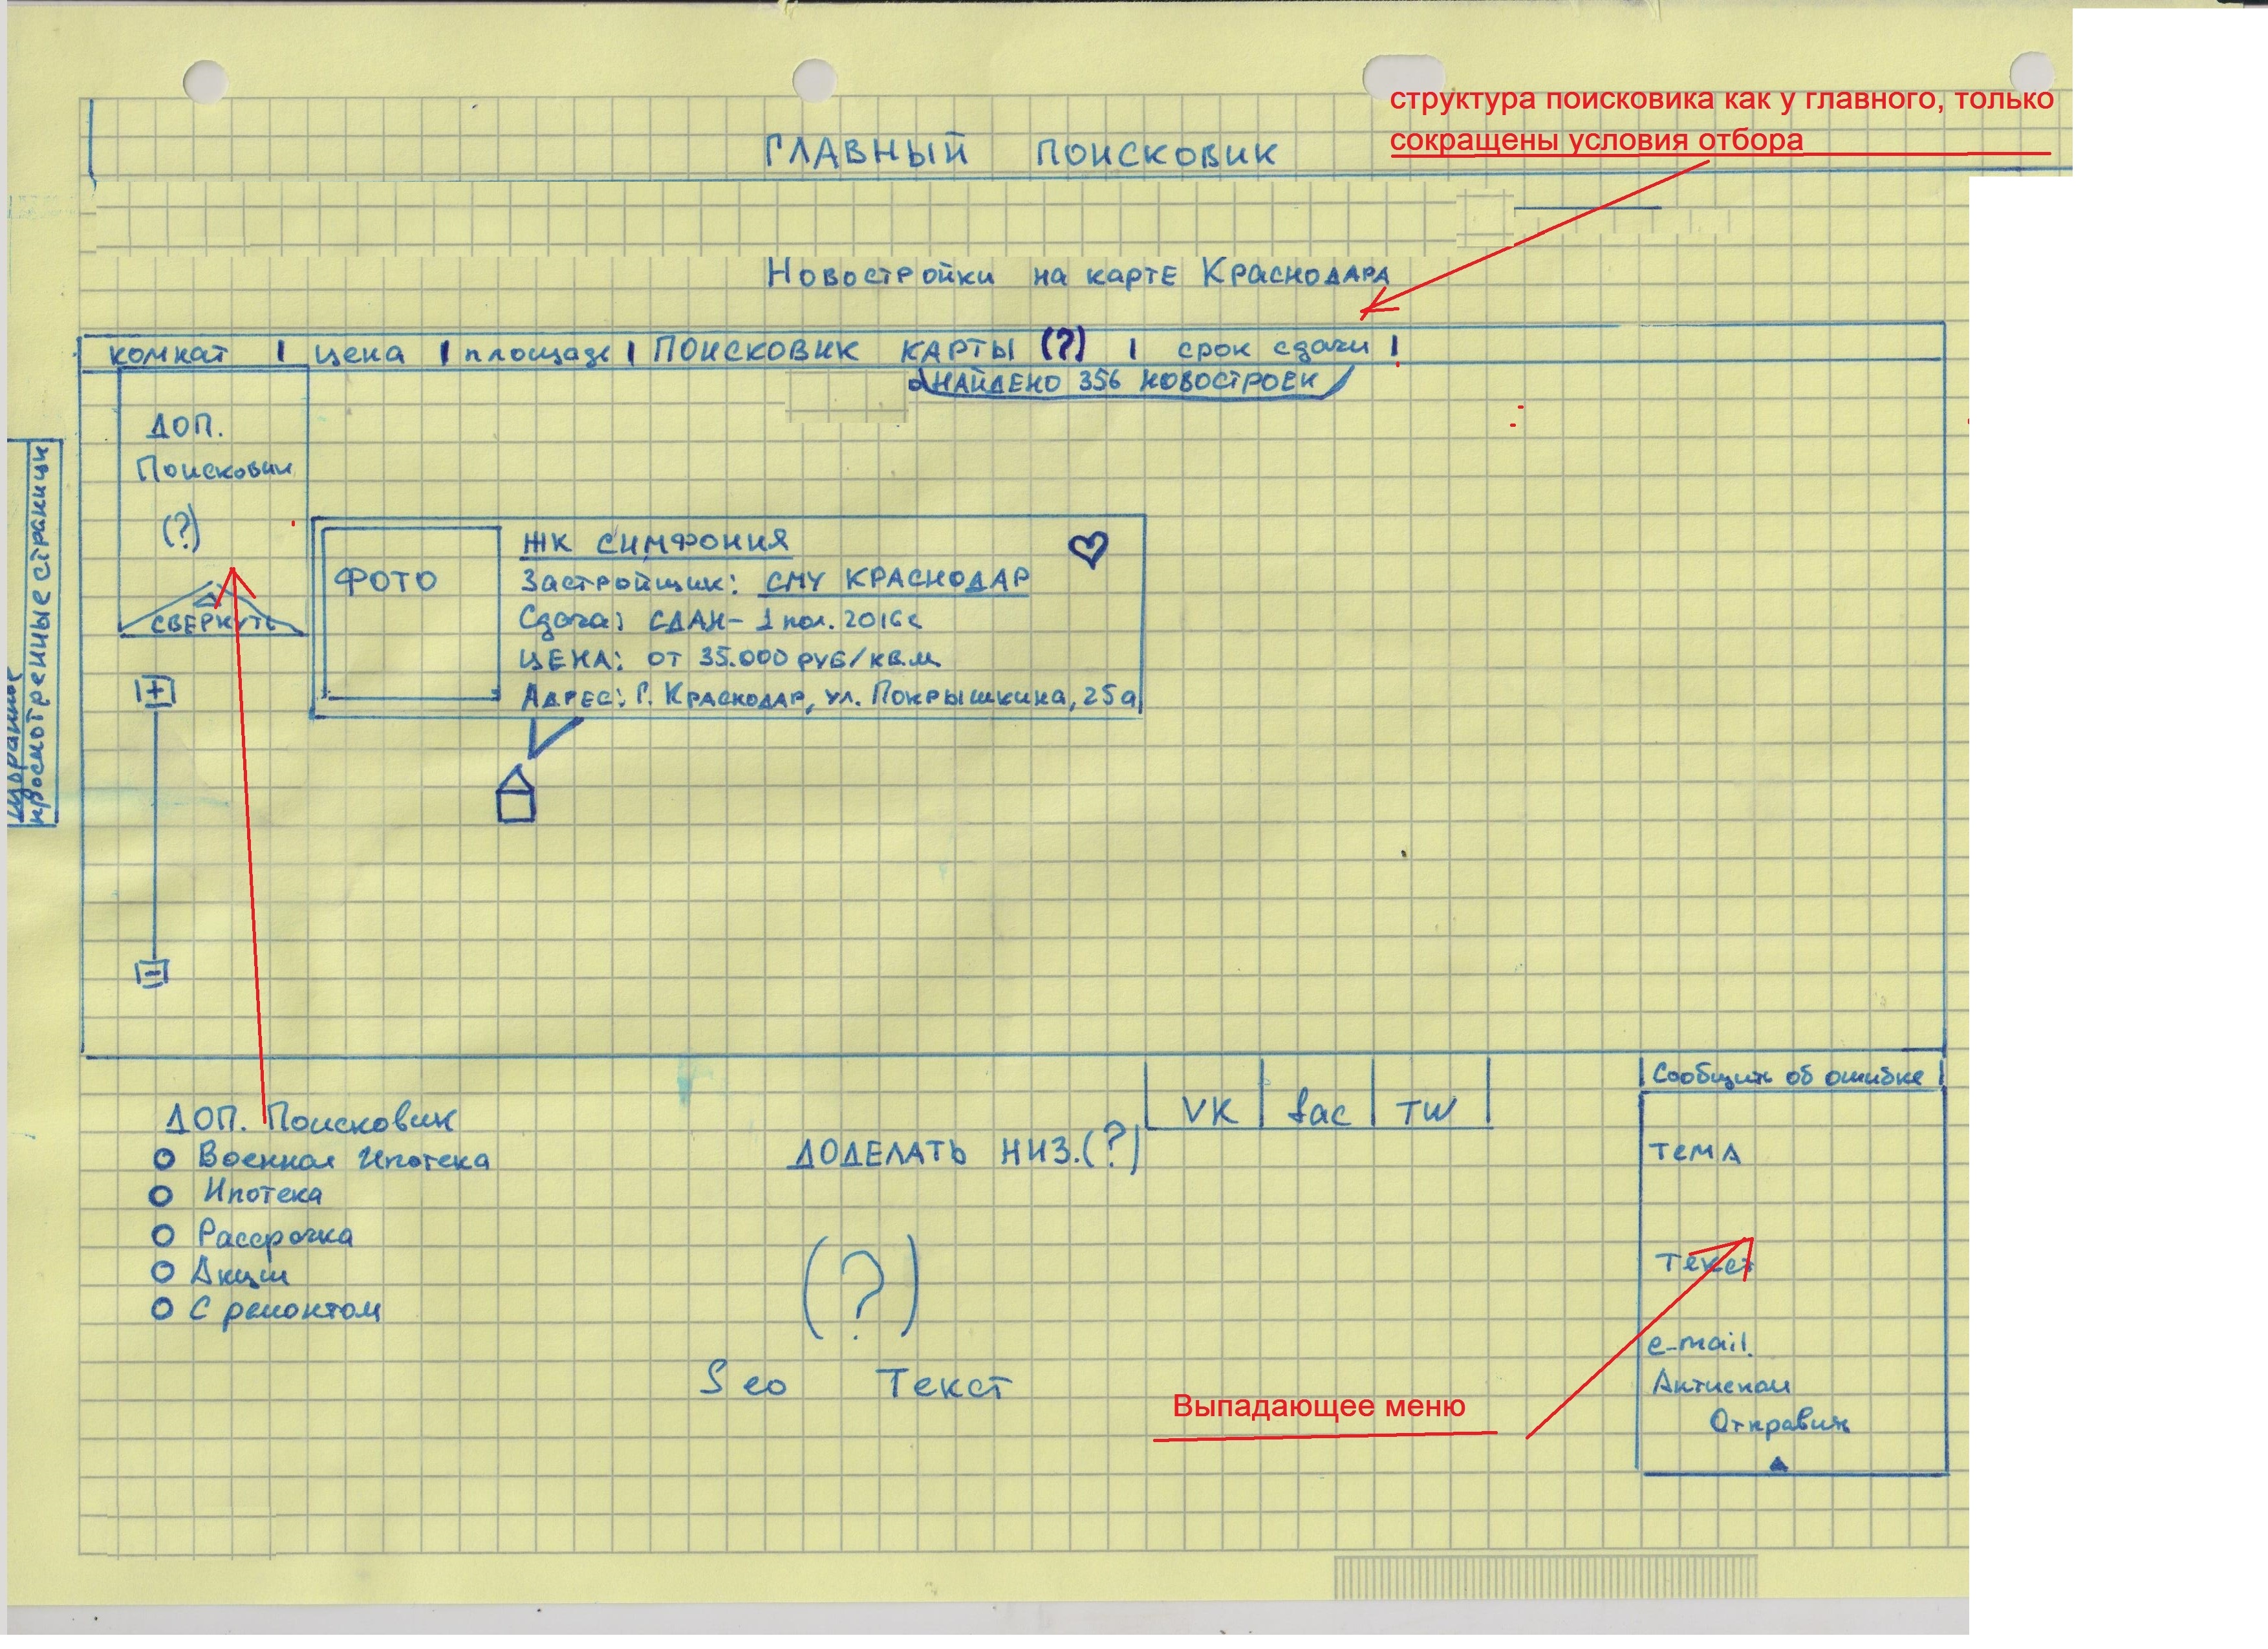 структура поисковика как у главного, только
сокращены условия отбора
ГЛАВНЫЙ ПОИСКОВИК
Новостройки на карте Краснодара
комнат | цена | площадь | ПОИСКОВИК КАРТЫ (?) | срок сдачи |
НАЙДЕНО 356 НОВОСТРОЕК
ДОП.
Поисковик
(?)
СВЕРНУТЬ
просмотренные страницы
ФОТО
ЖК СИМФОНИЯ
Застройщик: СМУ КРАСНОДАР
Сдача: СДАН - 1 пол. 2016г
ЦЕНА: от 35.000 руб/кв.м
Адрес: Г. Краснодар, ул. Покрышкина, 25а
+
-
Сообщить об ошибке
Тема
Текст
e-mail.
Антиспам
Отправить
VK | fac | TW
ДОП. Поисковик
Военная Ипотека
Ипотека
Рассрочка
Акции
С ремонтом
ДОДЕЛАТЬ НИЗ.(?)
(?)
Seo Текст
Выпадающее меню